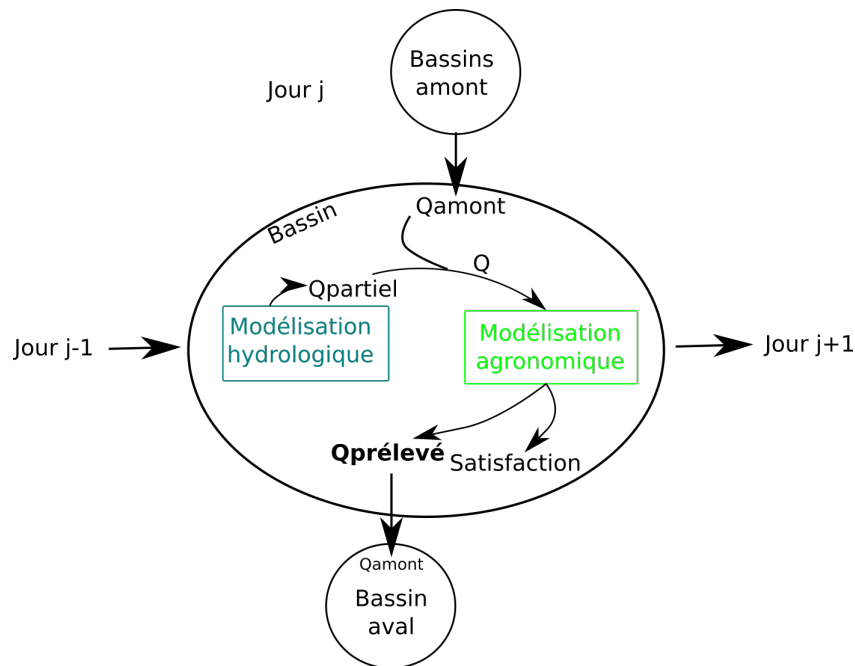 Bassins
amont
Jour j
Qamont
Bassin
Q
Qpartiel
Modélisation
hydrologique
Modélisation
agronomique
Jour j-1
Jour j+1
Qprélevé
Satisfaction
Qamont
Bassin
aval